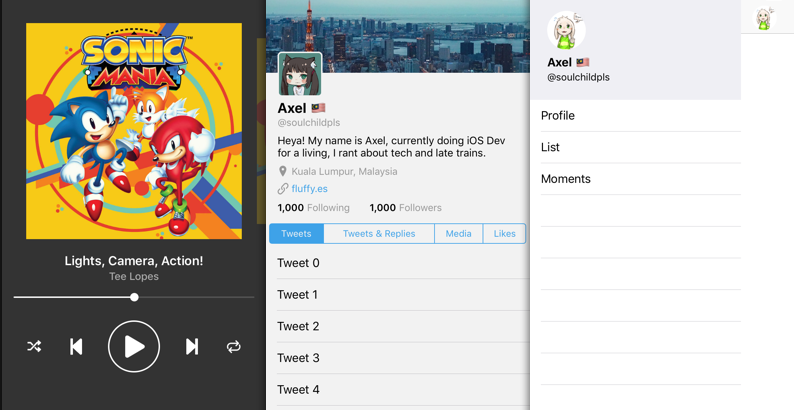 SONIC
MANIA
Lights, Camera, Action!
Tee Lopes
Axel 🇲🇾
@soulchildpls
Heya! My name is Axel, currently doing iOS Dev
for a living, I rant about tech and late trains.
Kuala Lumpur, Malaysia
fluffy.es
1,000 Following 1,000 Followers
Tweets Tweets & Replies Media Likes
Tweet 0
Tweet 1
Tweet 2
Tweet 3
Tweet 4
Axel 🇲🇾
@soulchildpls
Profile
List
Moments